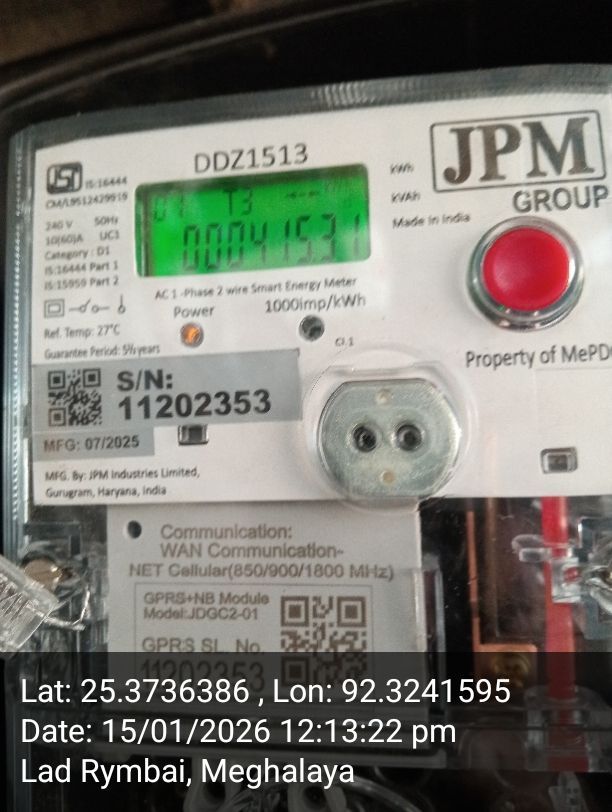 JPM
GROUP
DDZ1513
IS:16444
CM/L9512429919
240 V 50Hz
10(60)A UC1
Category : D1
IS:16444 Part 1
IS:15959 Part 2
T3
00041531
kWh
kVAh
Made in India
AC 1 -Phase 2 wire Smart Energy Meter
Power 1000imp/kWh
Cl.1
Ref. Temp: 27°C
Guarantee Period: 5½ years
Property of MePD
S/N:
11202353
MFG: 07/2025
MFG. By: JPM Industries Limited,
Gurugram, Haryana, India
Communication:
WAN Communication-
NET Cellular(850/900/1800 MHz)
GPRS+NB Module
Model:JDGC2-01
GPRS SL. No.
11202353
Lat: 25.3736386 , Lon: 92.3241595
Date: 15/01/2026 12:13:22 pm
Lad Rymbai, Meghalaya